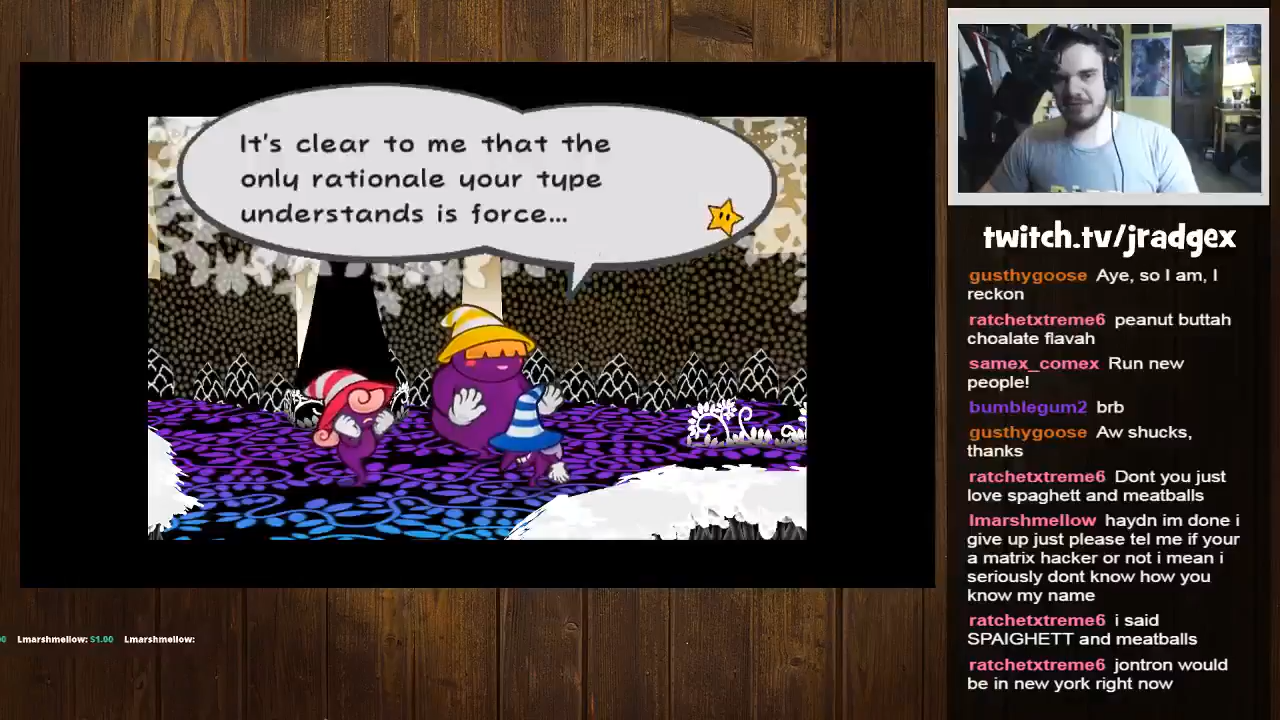 It's clear to me that the
only rationale your type
understands is force...
twitch.tv/jradgex
gusthygoose Aye, so I am, I
reckon
ratchetxtreme6 peanut buttah
choalate flavah
samex_comex Run new
people!
bumblegum2 brb
gusthygoose Aw shucks,
thanks
ratchetxtreme6 Dont you just
love spaghett and meatballs
lmarshmellow haydn im done i
give up just please tell me if your
a matrix hacker or not i mean i
seriously dont know how you
know my name
ratchetxtreme6 i said
SPAIGHETT and meatballs
ratchetxtreme6 jontron would
be in new york right now
00 Lmarshmellow: $1.00 Lmarshmellow: